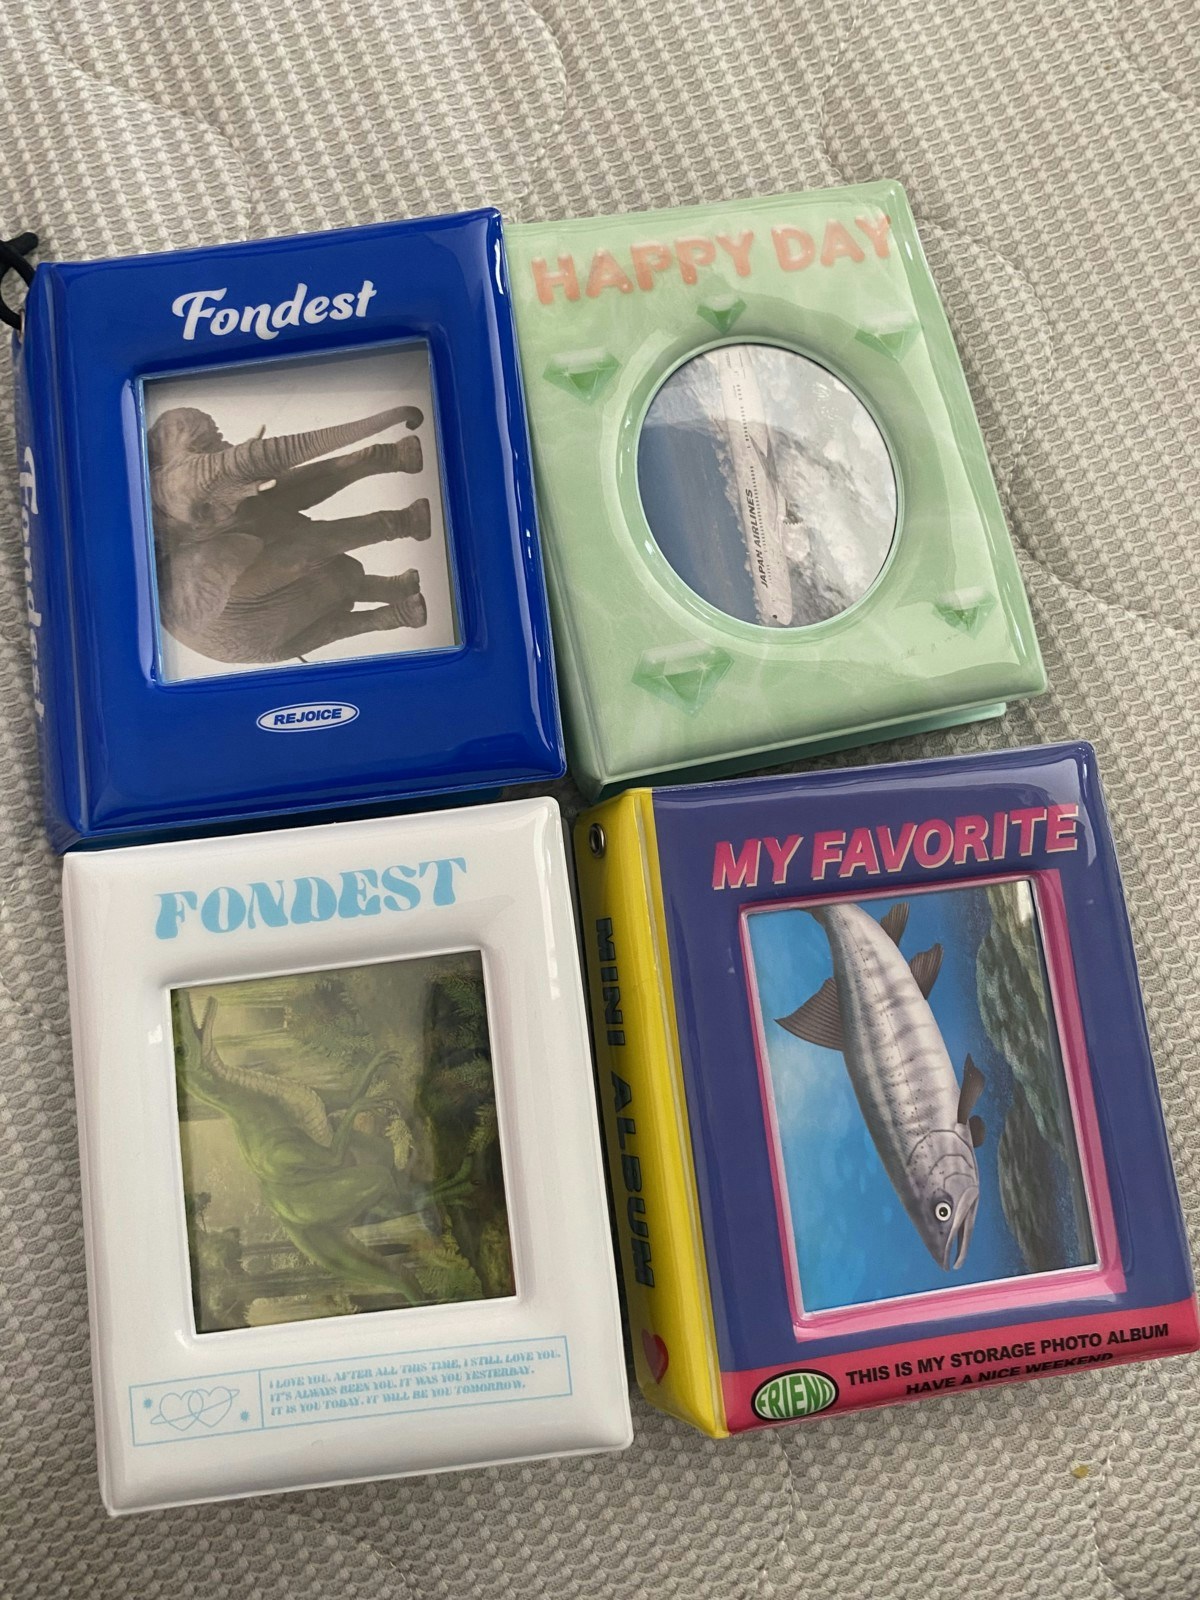 Fondest
REJOICE
Fondest
HAPPY DAY
JAPAN AIRLINES
FONDEST
I LOVE YOU. AFTER ALL THIS TIME, I STILL LOVE YOU.
IT'S ALWAYS BEEN YOU. IT WAS YOU YESTERDAY.
IT IS YOU TODAY. IT WILL BE YOU TOMORROW.
MY FAVORITE
MINI ALBUM
FRIEND
THIS IS MY STORAGE PHOTO ALBUM
HAVE A NICE WEEKEND